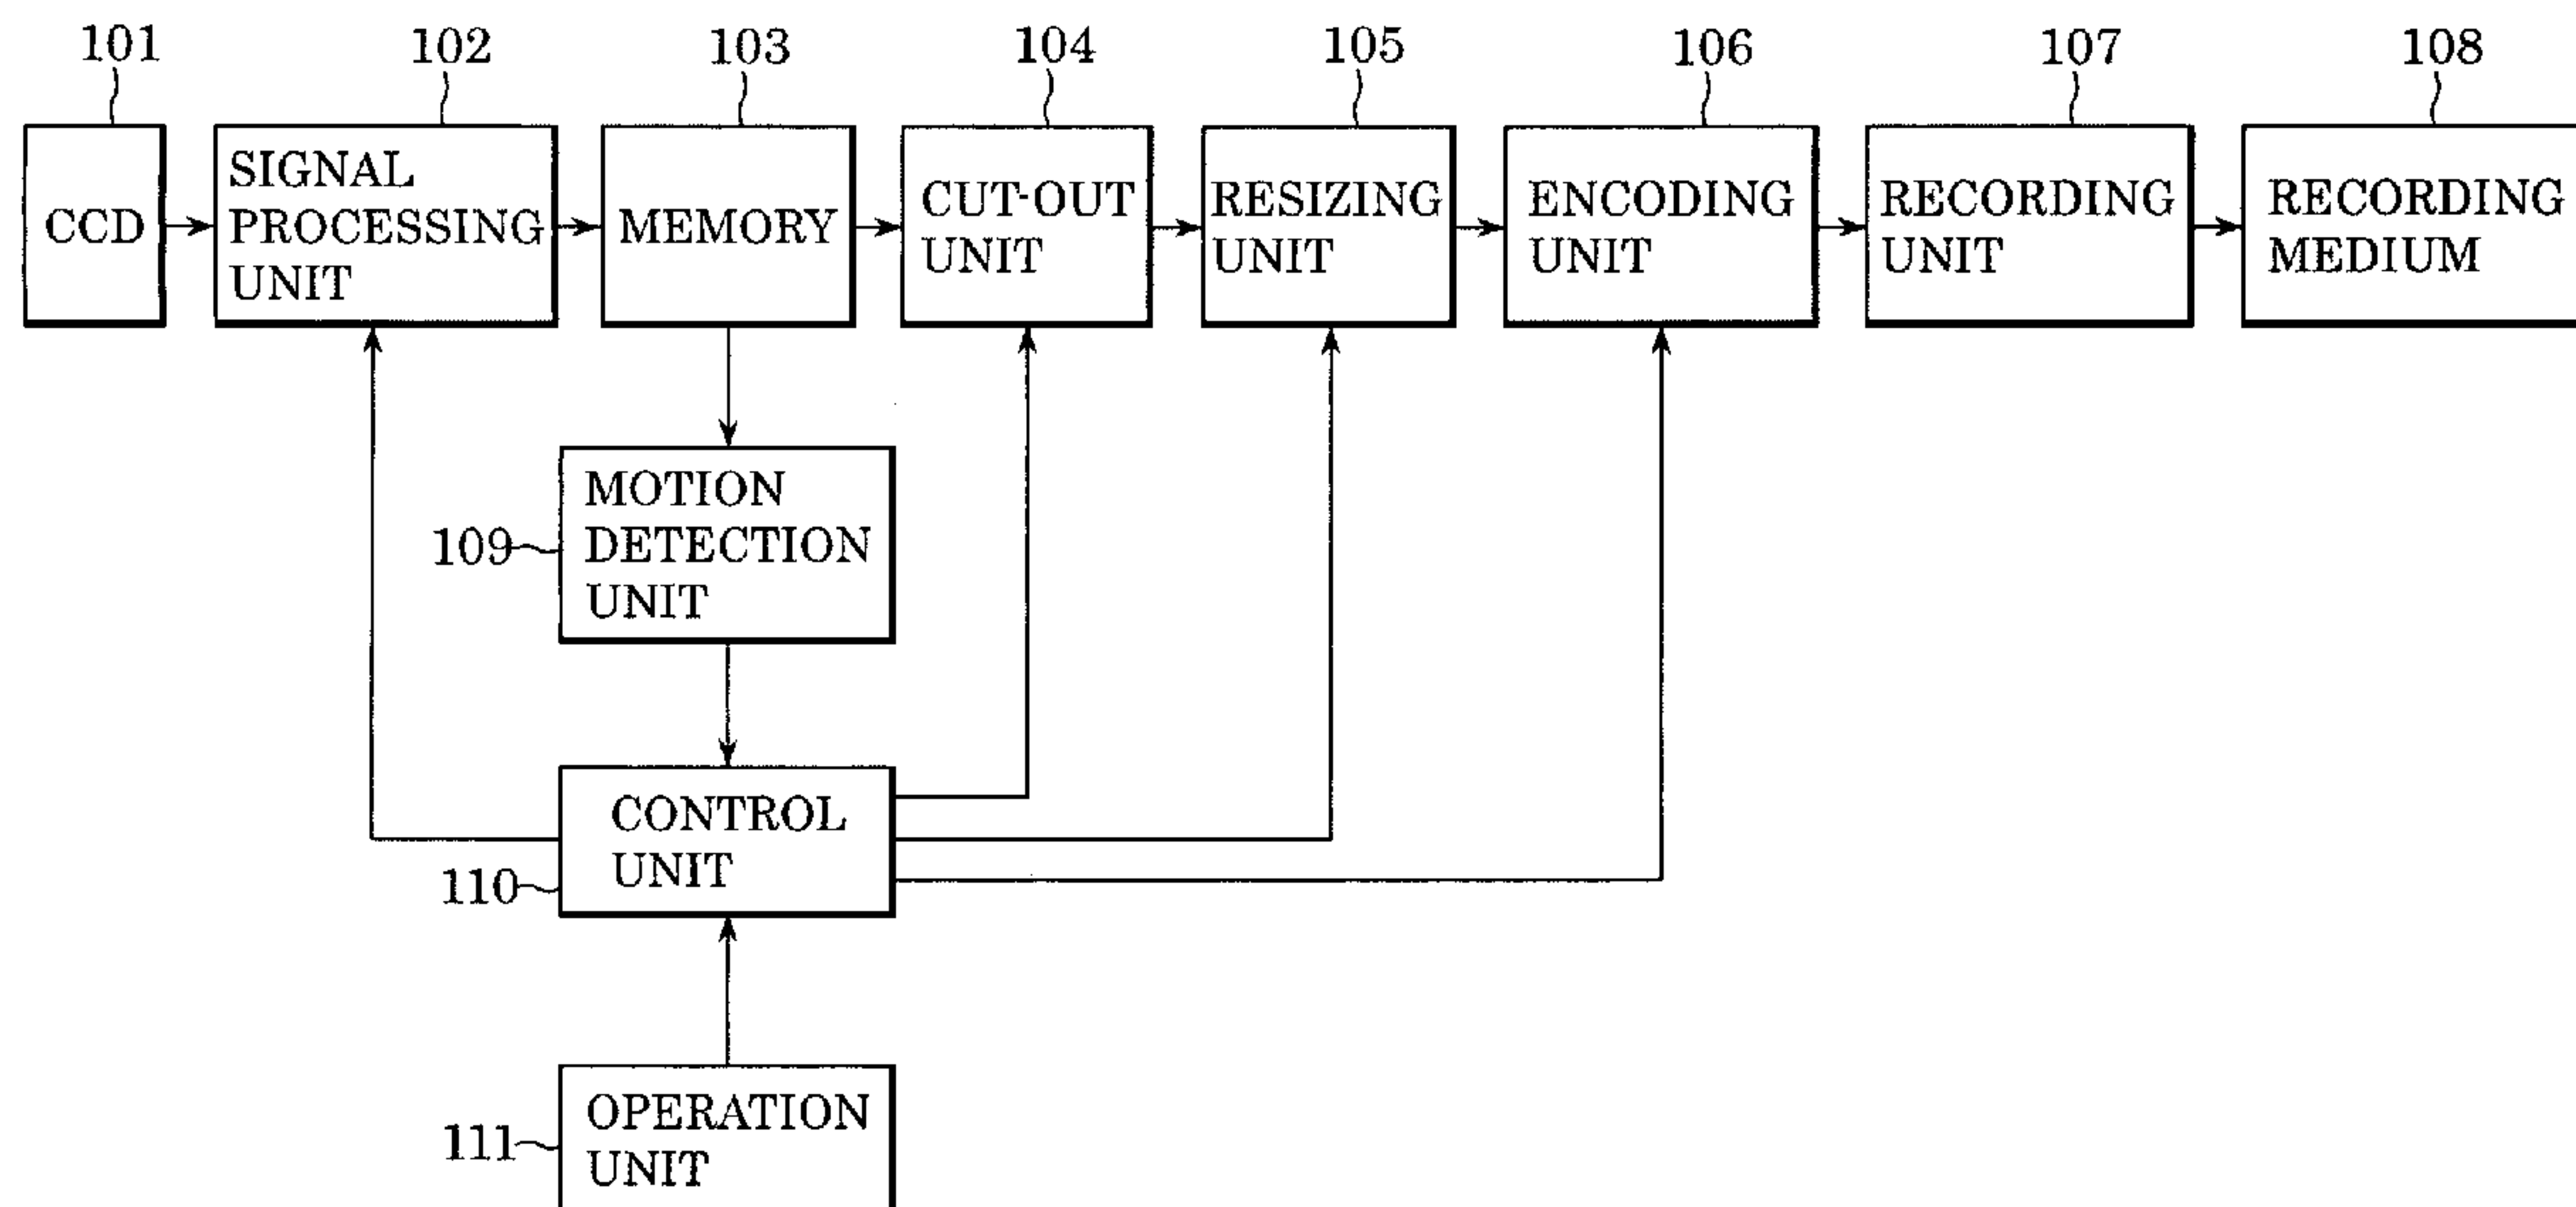 101
102
103
104
105
106
107
108
CCD
SIGNAL
PROCESSING
UNIT
MEMORY
CUT-OUT
UNIT
RESIZING
UNIT
ENCODING
UNIT
RECORDING
UNIT
RECORDING
MEDIUM
109
MOTION
DETECTION
UNIT
110
CONTROL
UNIT
111
OPERATION
UNIT